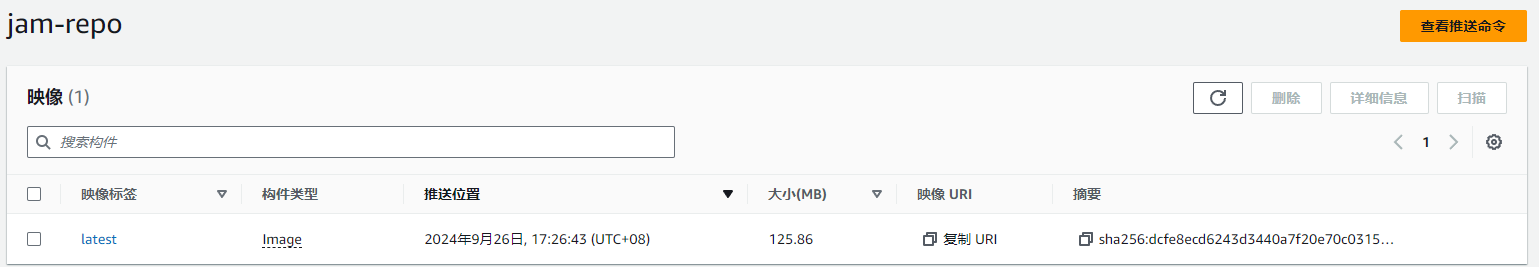 jam-repo
查看推送命令
映像 (1)
删除
详细信息
扫描
搜索构件
1
映像标签 构件类型 推送位置 大小(MB) 映像 URI 摘要
latest Image 2024年9月26日, 17:26:43 (UTC+08) 125.86 复制 URI sha256:dcfe8ecd6243d3440a7f20e70c0315...